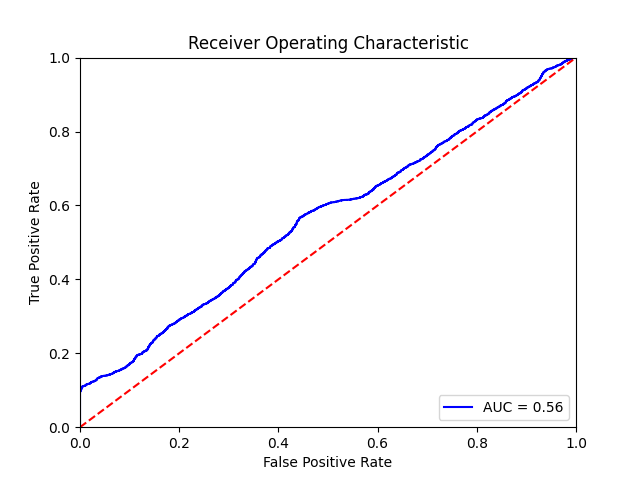 Receiver Operating Characteristic
True Positive Rate
1.0
0.8
0.6
0.4
0.2
0.0
AUC = 0.56
0.0 0.2 0.4 0.6 0.8 1.0
False Positive Rate